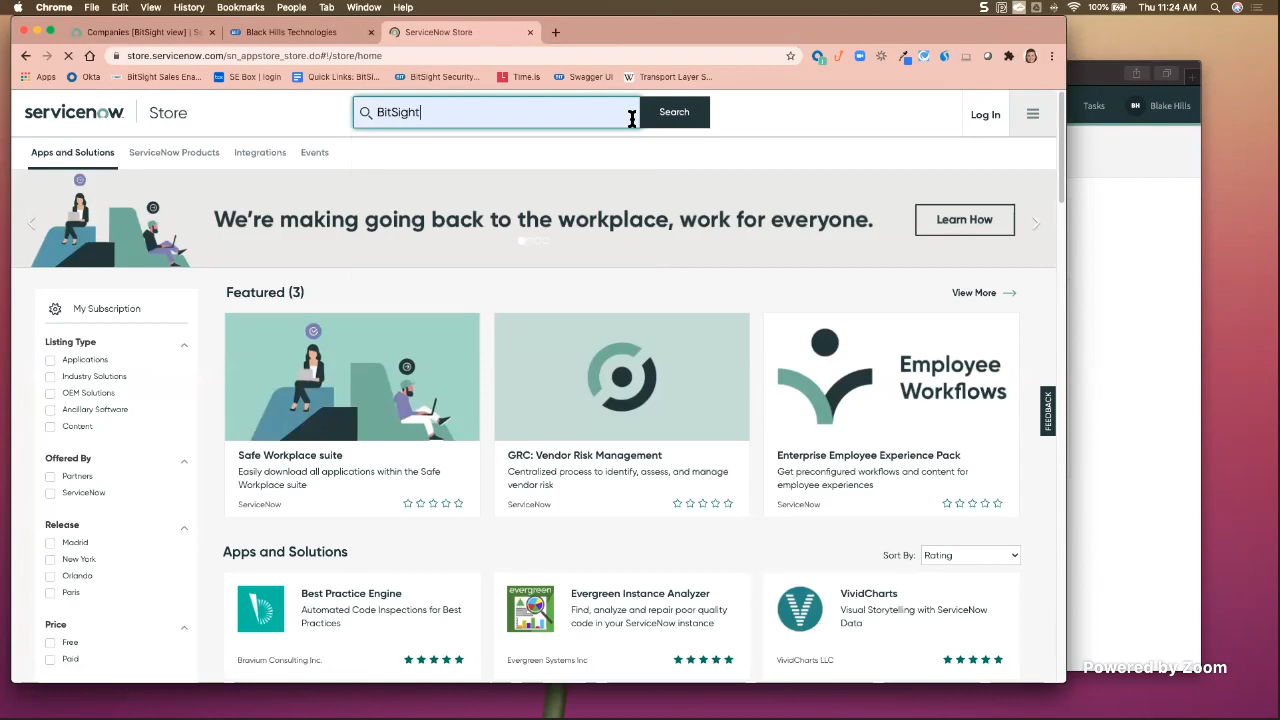 Chrome File Edit View History Bookmarks People Tab Window Help
100% Thu 11:24 AM
Companies [BitSight view] : Sv
Black Hills Technologies
ServiceNow Store
store.servicenow.com/sn_appstore_store.do#!/store/home
Apps Okta BitSight Sales Ena... SE Box | login Quick Links: BitSi... BitSight Securit... Time.is Swagger UI Transport Layer S...
servicenow Store
BitSight
Search
Log In
Tasks BH Blake Hills
Apps and Solutions ServiceNow Products Integrations Events
We're making going back to the workplace, work for everyone.
Learn How
My Subscription
Listing Type
Applications
Industry Solutions
OEM Solutions
Ancillary Software
Content
Offered By
Partners
ServiceNow
Release
Madrid
New York
Orlando
Paris
Price
Free
Paid
Featured (3)
View More
Employee
Workflows
Safe Workplace suite
Easily download all applications within the Safe
Workplace suite
ServiceNow
GRC: Vendor Risk Management
Centralized process to identify, assess, and manage
vendor risk
ServiceNow
Enterprise Employee Experience Pack
Get preconfigured workflows and content for
employee experiences
ServiceNow
FEEDBACK
Apps and Solutions
Sort By: Rating
Best Practice Engine
Automated Code Inspections for Best
Practices
Bravium Consulting Inc.
evergreen
Evergreen Instance Analyzer
Find, analyze and repair poor quality
code in your ServiceNow instance
Evergreen Systems Inc
VividCharts
Visual Storytelling with ServiceNow
Data
VividCharts LLC
Powered by Zoom